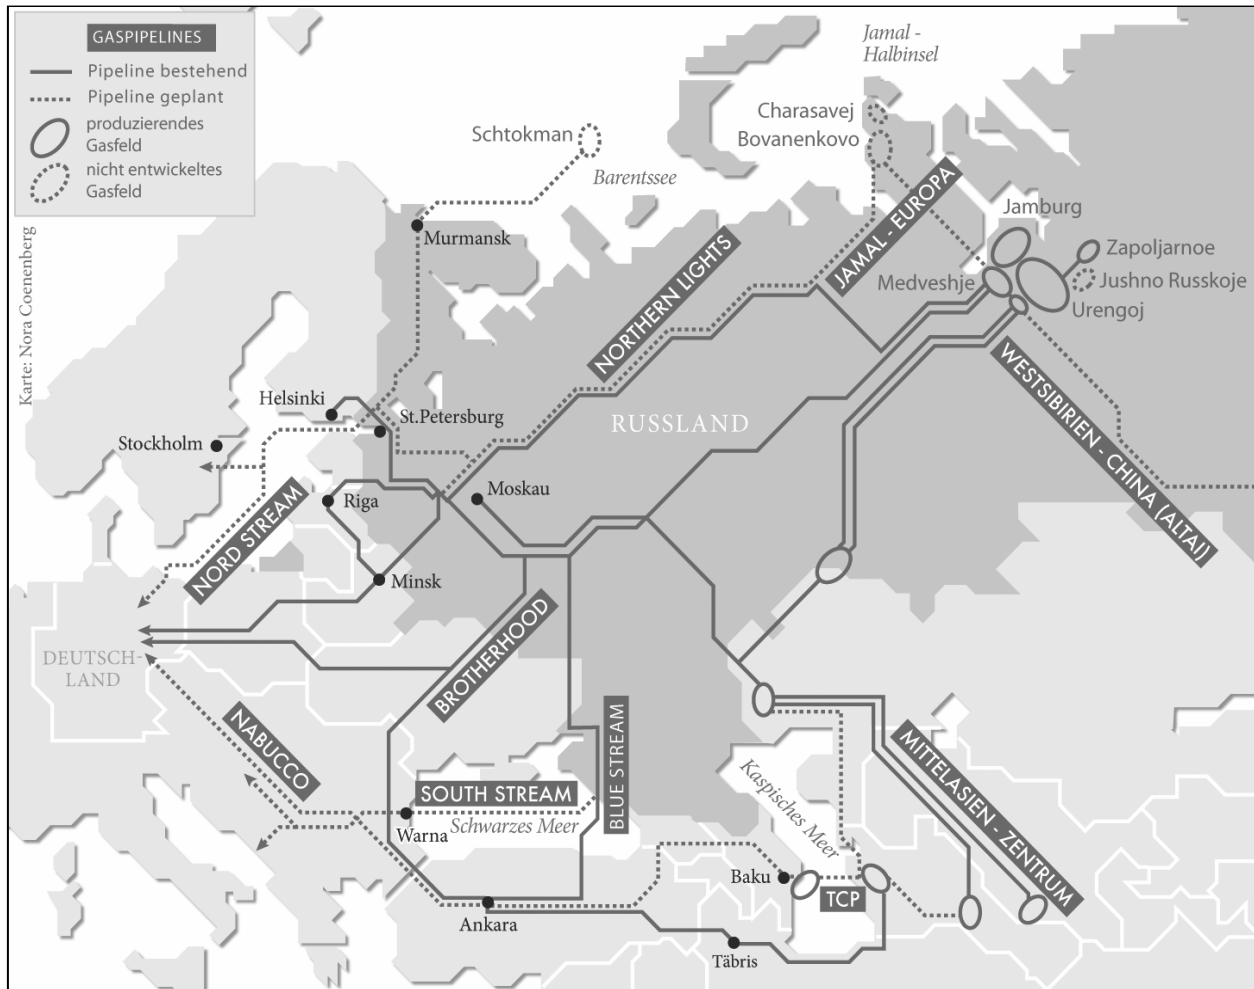 GASPIPELINES
Pipeline bestehend
Pipeline geplant
produzierendes
Gasfeld
nicht entwickeltes
Gasfeld
Karte: Nora Coenenberg
Jamal -
Halbinsel
Charasavej
Bovanenkovo
Schtokman
Barentssee
Murmansk
JAMAL - EUROPA
Jamburg
Zapoljarnoe
Medveshje
Jushno Russkoje
Urengoj
NORTHERN LIGHTS
WESTSIBIRIEN - CHINA (ALTAI)
Helsinki
St.Petersburg
RUSSLAND
Stockholm
Riga
Moskau
NORD STREAM
Minsk
BROTHERHOOD
DEUTSCH-
LAND
NABUCCO
BLUE STREAM
MITTELASIEN - ZENTRUM
SOUTH STREAM
Warna
Schwarzes Meer
Kaspisches Meer
Baku
TCP
Ankara
Täbris